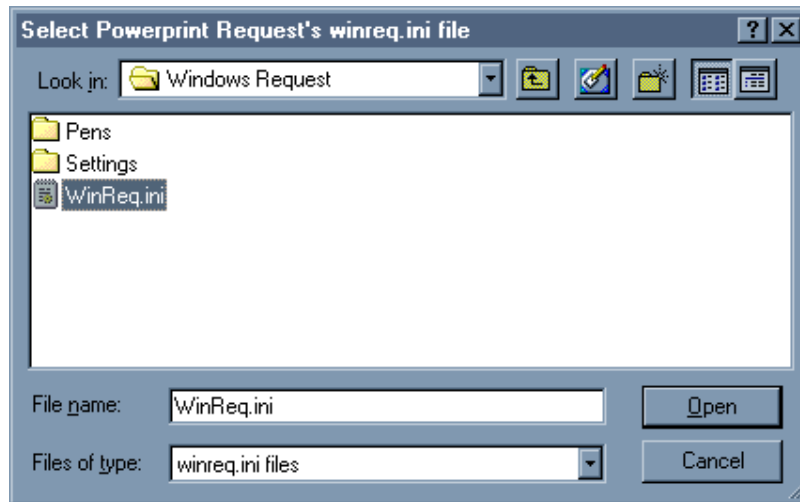 Select Powerprint Request's winreq.ini file
Look in: Windows Request
Pens
Settings
WinReq.ini
File name: WinReq.ini Open
Files of type: winreq.ini files Cancel